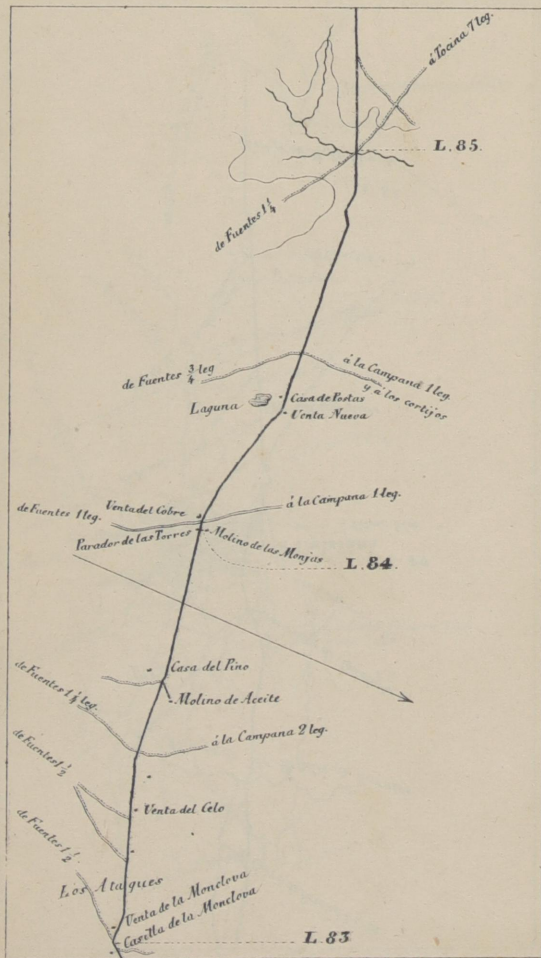 á Tocina 7 leg.
L. 85.
de Fuentes 1 1/4
de Fuentes 3/4 leg
á la Campana 1 leg.
y á los cortijos
Laguna
Casa de Postas
Venta Nueva
Venta del Cobre
á la Campana 1 leg.
de Fuentes 1 leg.
Parador de las Torres
Molino de las Monjas
L. 84.
Casa del Pino
de Fuentes 1 1/4 leg.
Molino de Aceite
á la Campana 2 leg.
de Fuentes 1 1/2
Venta del Celo
de Fuentes 1 1/2
Los Ataques
Venta de la Monclova
Casilla de la Monclova
L. 83